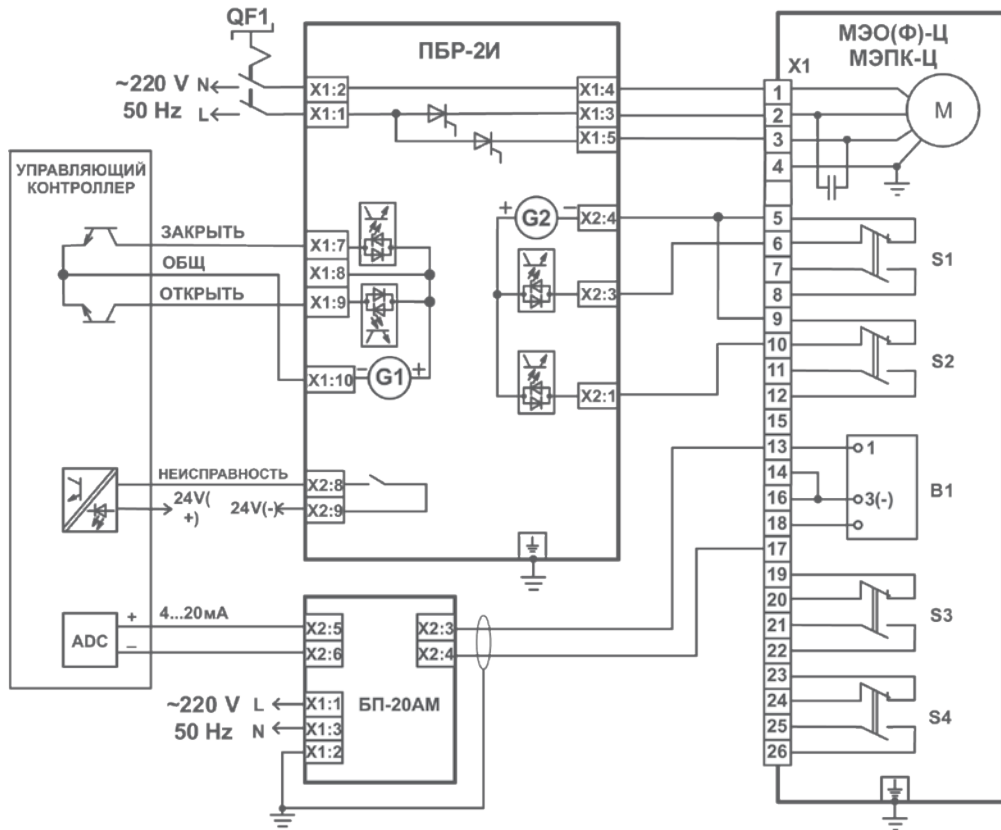 QF1
ПБР-2И
МЭО(Ф)-Ц
МЭПК-Ц
X1
~220 V N
50 Hz L
X1:2
X1:1
X1:4
X1:3
X1:5
1
2
3
4
M
УПРАВЛЯЮЩИЙ
КОНТРОЛЛЕР
ЗАКРЫТЬ
ОБЩ
ОТКРЫТЬ
X1:7
X1:8
X1:9
X1:10
− G1 +
+ G2 −
X2:4
X2:3
X2:1
5
6
7
8
S1
9
10
11
12
S2
15
13
14
16
18
17
1
3(-)
B1
НЕИСПРАВНОСТЬ
24V(
+)
24V(-)
X2:8
X2:9
19
20
21
22
S3
23
24
25
26
S4
ADC
+
−
4...20мА
X2:5
X2:6
X2:3
X2:4
БП-20АМ
~220 V L
50 Hz N
X1:1
X1:3
X1:2